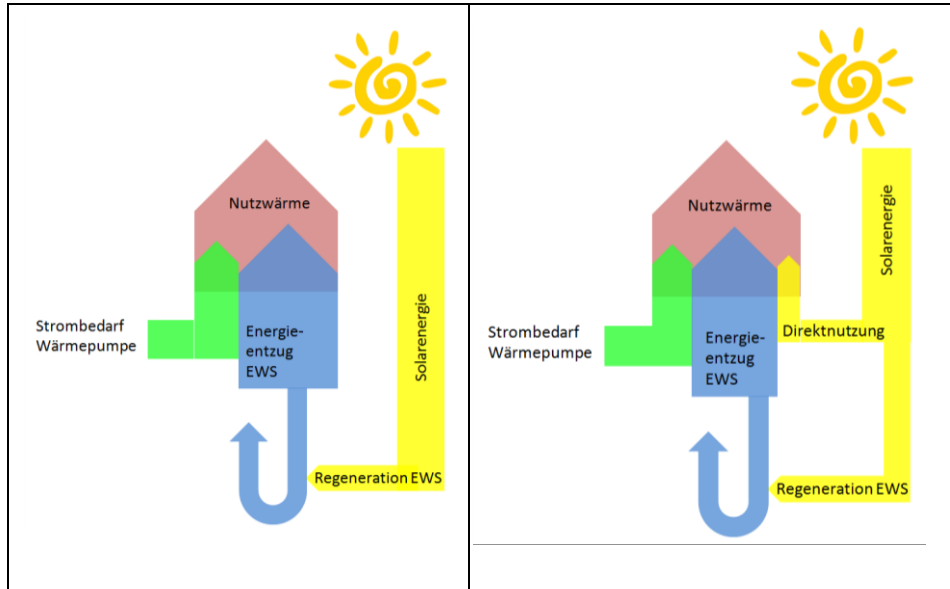 Nutzwärme
Strombedarf
Wärmepumpe
Energie-
entzug
EWS
Solarenergie
Regeneration EWS
Nutzwärme
Solarenergie
Strombedarf
Wärmepumpe
Energie-
entzug
EWS
Direktnutzung
Regeneration EWS